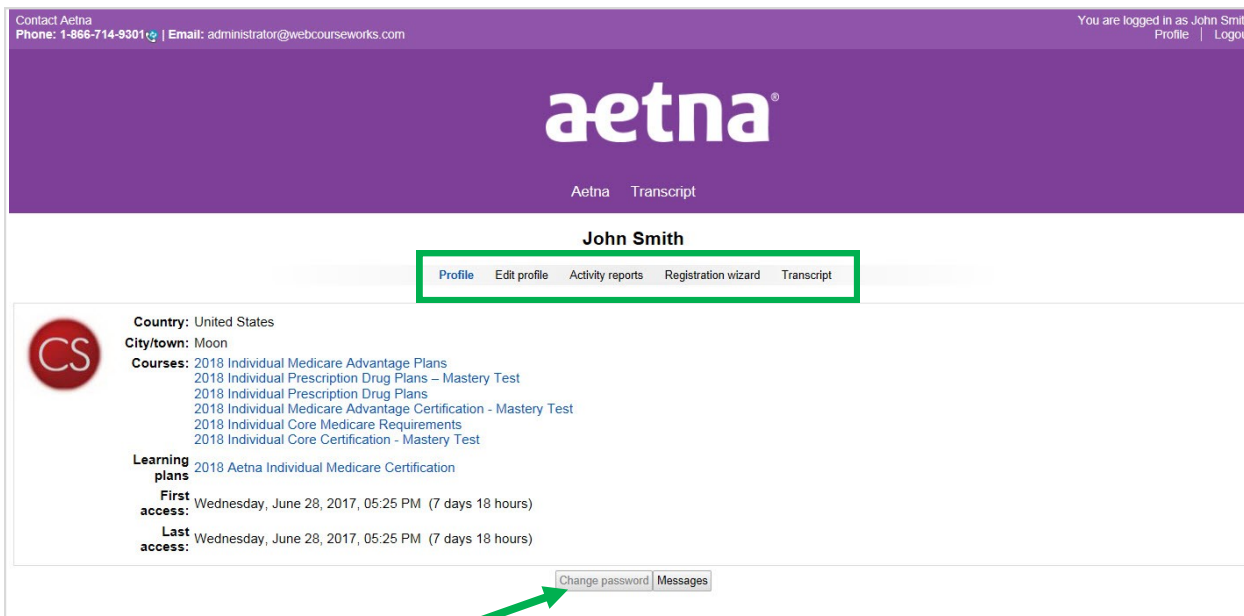 Contact Aetna
You are logged in as John Smit
Phone: 1-866-714-9301 | Email: administrator@webcourseworks.com
Profile | Logou
aetna®
Aetna Transcript
John Smith
Profile Edit profile Activity reports Registration wizard Transcript
CS
Country: United States
City/town: Moon
Courses: 2018 Individual Medicare Advantage Plans
2018 Individual Prescription Drug Plans – Mastery Test
2018 Individual Prescription Drug Plans
2018 Individual Medicare Advantage Certification - Mastery Test
2018 Individual Core Medicare Requirements
2018 Individual Core Certification - Mastery Test
Learning
plans 2018 Aetna Individual Medicare Certification
First
access: Wednesday, June 28, 2017, 05:25 PM (7 days 18 hours)
Last
access: Wednesday, June 28, 2017, 05:25 PM (7 days 18 hours)
Change password Messages